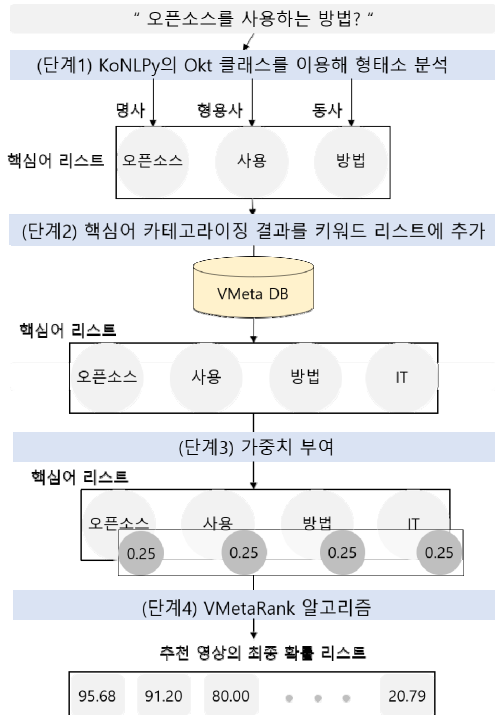 “ 오픈소스를 사용하는 방법? “
(단계1) KoNLPy의 Okt 클래스를 이용해 형태소 분석
명사 형용사 동사
핵심어 리스트
오픈소스 사용 방법
(단계2) 핵심어 카테고라이징 결과를 키워드 리스트에 추가
VMeta DB
핵심어 리스트
오픈소스 사용 방법 IT
(단계3) 가중치 부여
핵심어 리스트
오픈소스 사용 방법 IT
0.25 0.25 0.25 0.25
(단계4) VMetaRank 알고리즘
추천 영상의 최종 확률 리스트
95.68 91.20 80.00 • • • 20.79